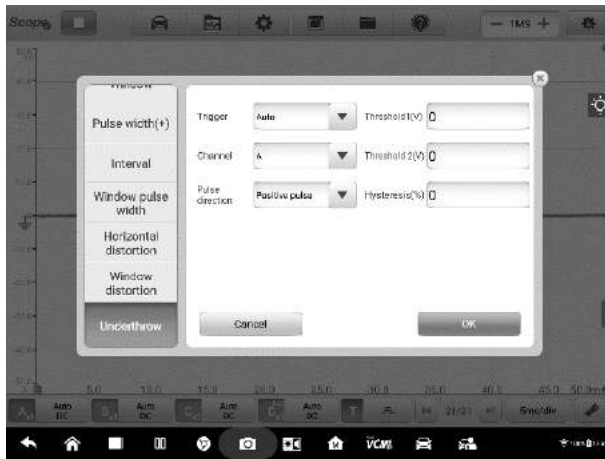 Scope
1MS
Window
Pulse width(+)
Interval
Window pulse
width
Horizontal
distortion
Window
distortion
Underthrow
Trigger
Auto
Threshold1(V)
0
Channel
A
Threshold 2(V)
0
Pulse
direction
Positive pulse
Hysteresis(%)
0
Cancel
OK
5.0
10.0
15.0
20.0
25.0
30.0
35.0
40.0
45.0
Auto
DC
Auto
DC
Auto
DC
Auto
DC
T
21/21
5ms/div
VCMI